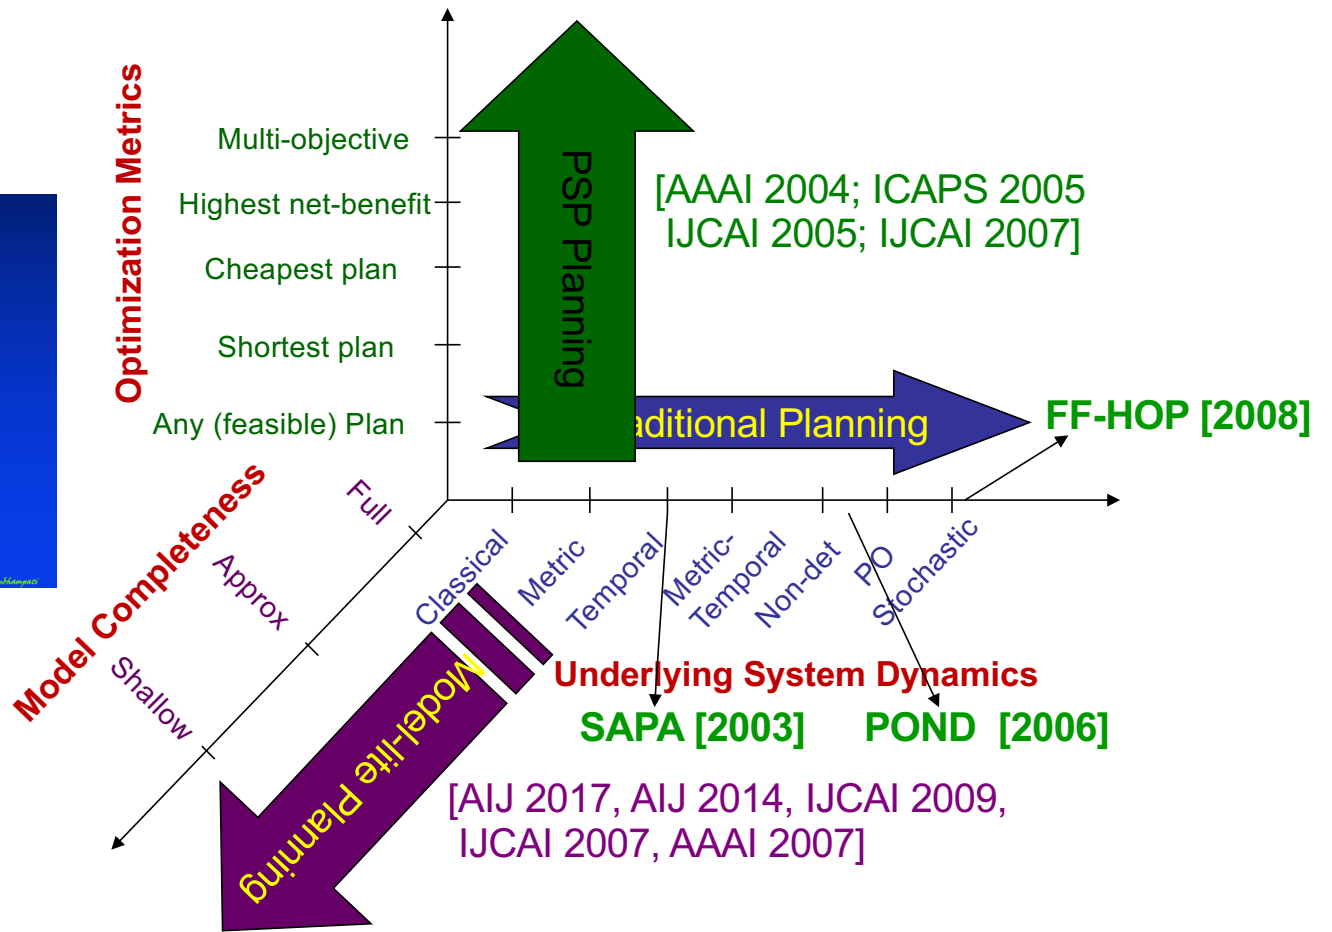 Optimization Metrics
Multi-objective
Highest net-benefit
Cheapest plan
Shortest plan
Any (feasible) Plan
PSP Planning
[AAAI 2004; ICAPS 2005
IJCAI 2005; IJCAI 2007]
aditional Planning
FF-HOP [2008]
Model Completeness
Full
Approx
Shallow
Classical
Metric
Temporal
Metric-
Temporal
Non-det
PO
Stochastic
Underlying System Dynamics
SAPA [2003]
POND [2006]
Model-lite Planning
[AIJ 2017, AIJ 2014, IJCAI 2009,
IJCAI 2007, AAAI 2007]